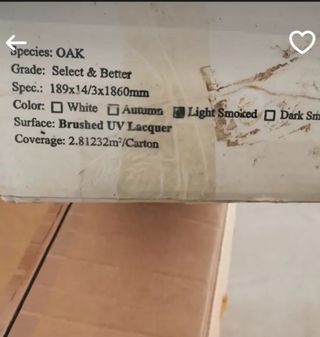 Species: OAK
Grade: Select & Better
Spec.: 189x14/3x1860mm
Color: ☐ White ☐ Autumn ☒ Light Smoked ☐ Dark Sm
Surface: Brushed UV Lacquer
Coverage: 2.81232m²/Carton